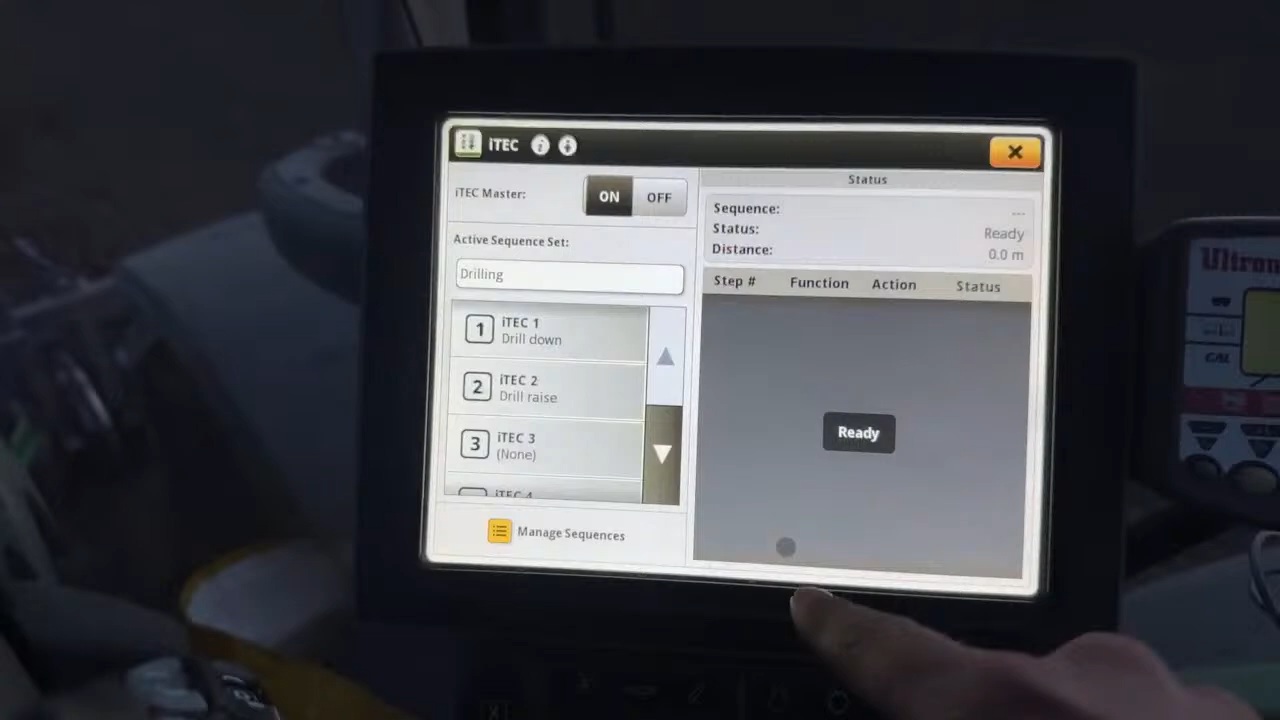 iTEC
iTEC Master:
ON
OFF
Active Sequence Set:
Drilling
1
iTEC 1
Drill down
2
iTEC 2
Drill raise
3
iTEC 3
(None)
iTEC 4
Manage Sequences
Status
Sequence:
---
Status:
Ready
Distance:
0.0 m
Step #
Function
Action
Status
Ready
CAL